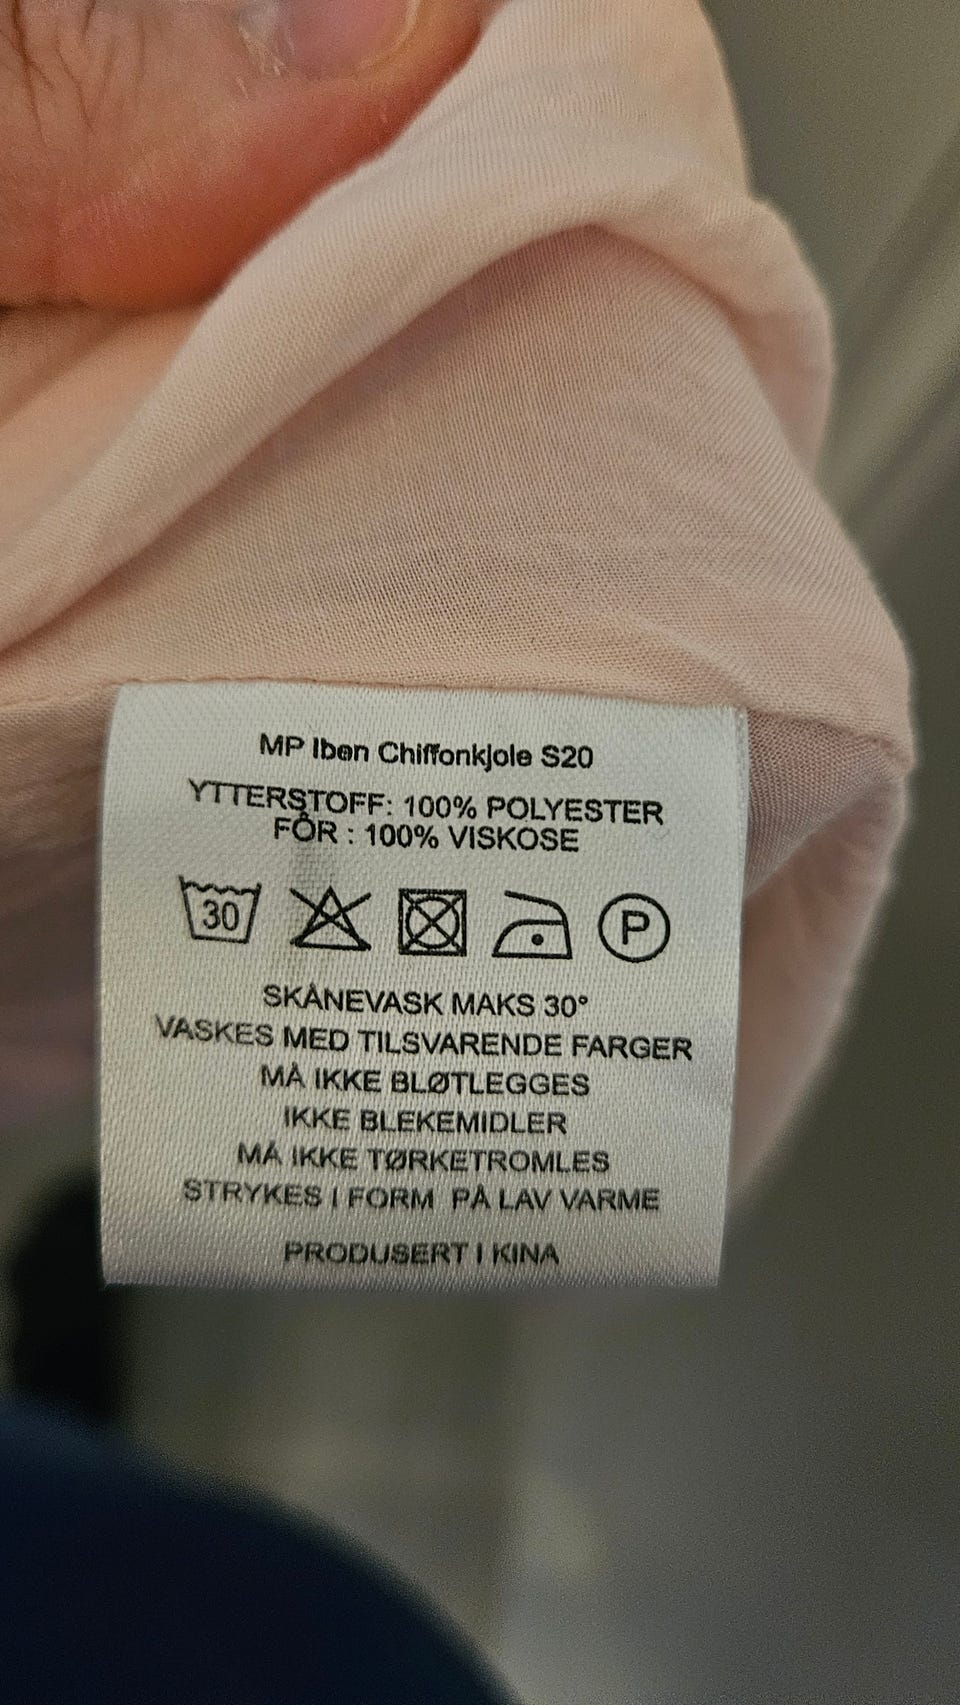 MP Iben Chiffonkjole S20
YTTERSTOFF: 100% POLYESTER
FÔR : 100% VISKOSE
30 P
SKÅNEVASK MAKS 30°
VASKES MED TILSVARENDE FARGER
MÅ IKKE BLØTLEGGES
IKKE BLEKEMIDLER
MÅ IKKE TØRKETROMLES
STRYKES I FORM PÅ LAV VARME
PRODUSERT I KINA